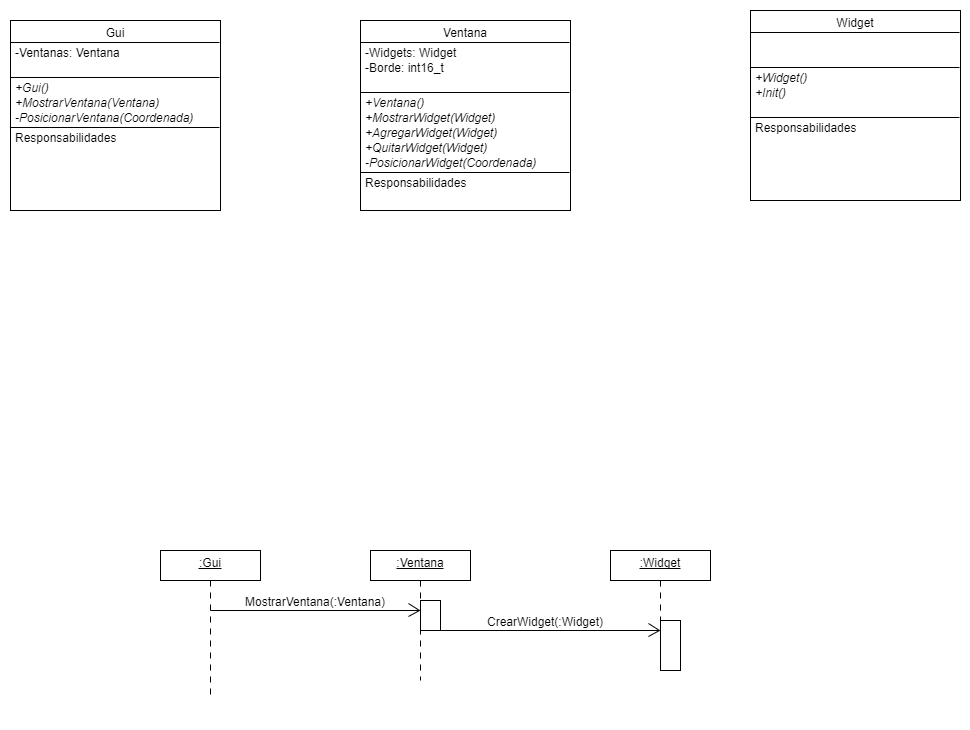 Gui
-Ventanas: Ventana
+Gui()
+MostrarVentana(Ventana)
-PosicionarVentana(Coordenada)
Responsabilidades
Ventana
-Widgets: Widget
-Borde: int16_t
+Ventana()
+MostrarWidget(Widget)
+AgregarWidget(Widget)
+QuitarWidget(Widget)
-PosicionarWidget(Coordenada)
Responsabilidades
Widget
+Widget()
+Init()
Responsabilidades
:Gui
:Ventana
:Widget
MostrarVentana(:Ventana)
CrearWidget(:Widget)